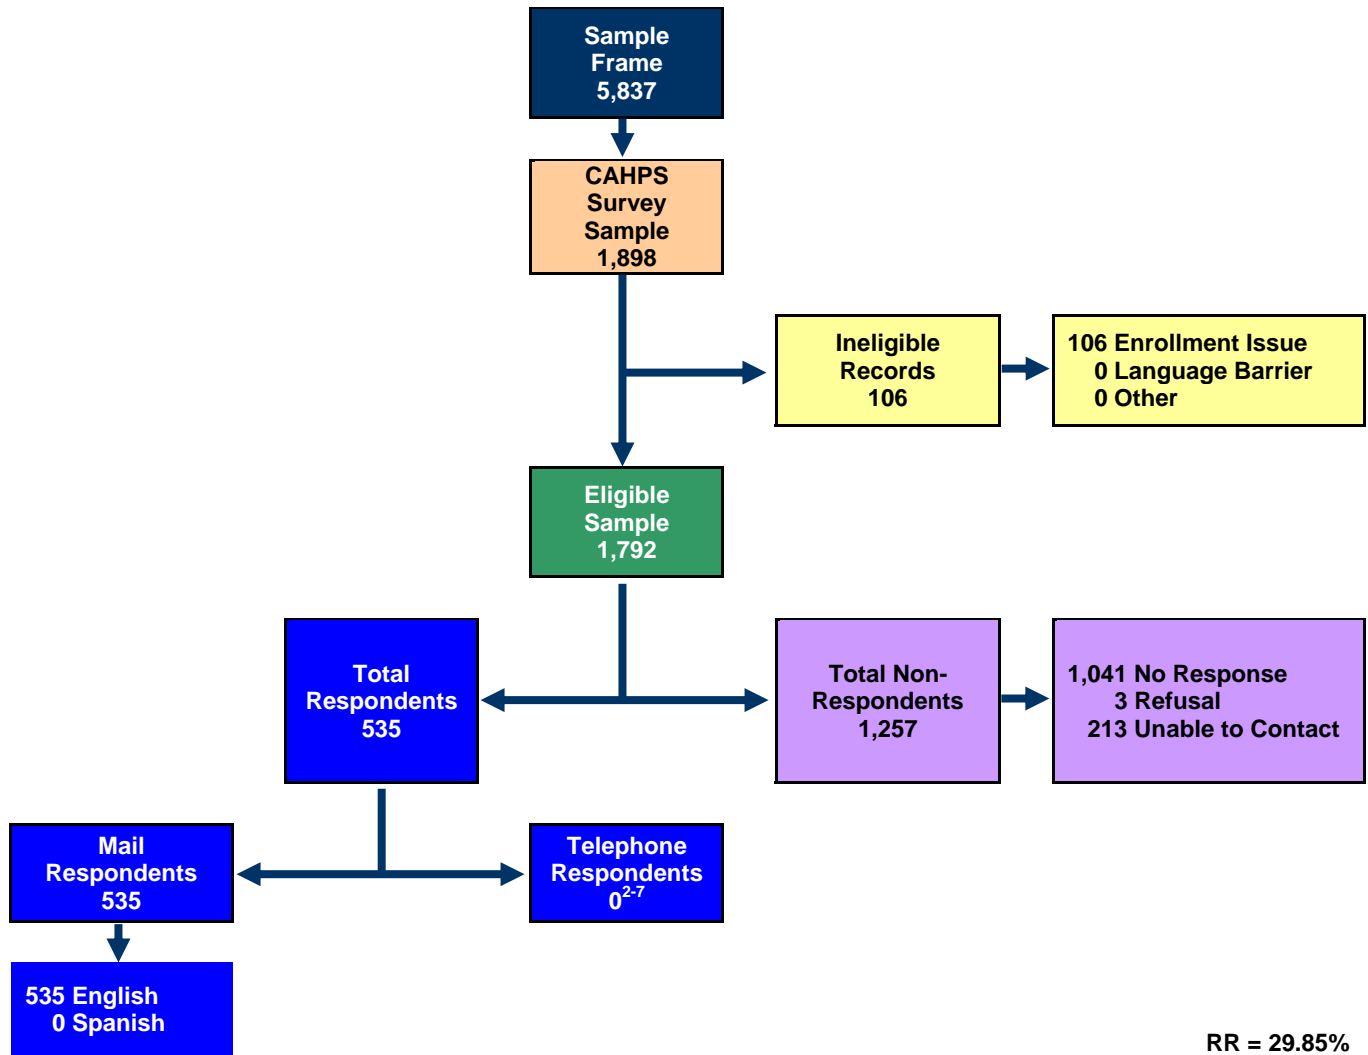 Sample
Frame
5,837
CAHPS
Survey
Sample
1,898
Ineligible
Records
106
106 Enrollment Issue
0 Language Barrier
0 Other
Eligible
Sample
1,792
Total
Respondents
535
Total Non-
Respondents
1,257
1,041 No Response
3 Refusal
213 Unable to Contact
Mail
Respondents
535
Telephone
Respondents
0²⁻⁷
535 English
0 Spanish
RR = 29.85%